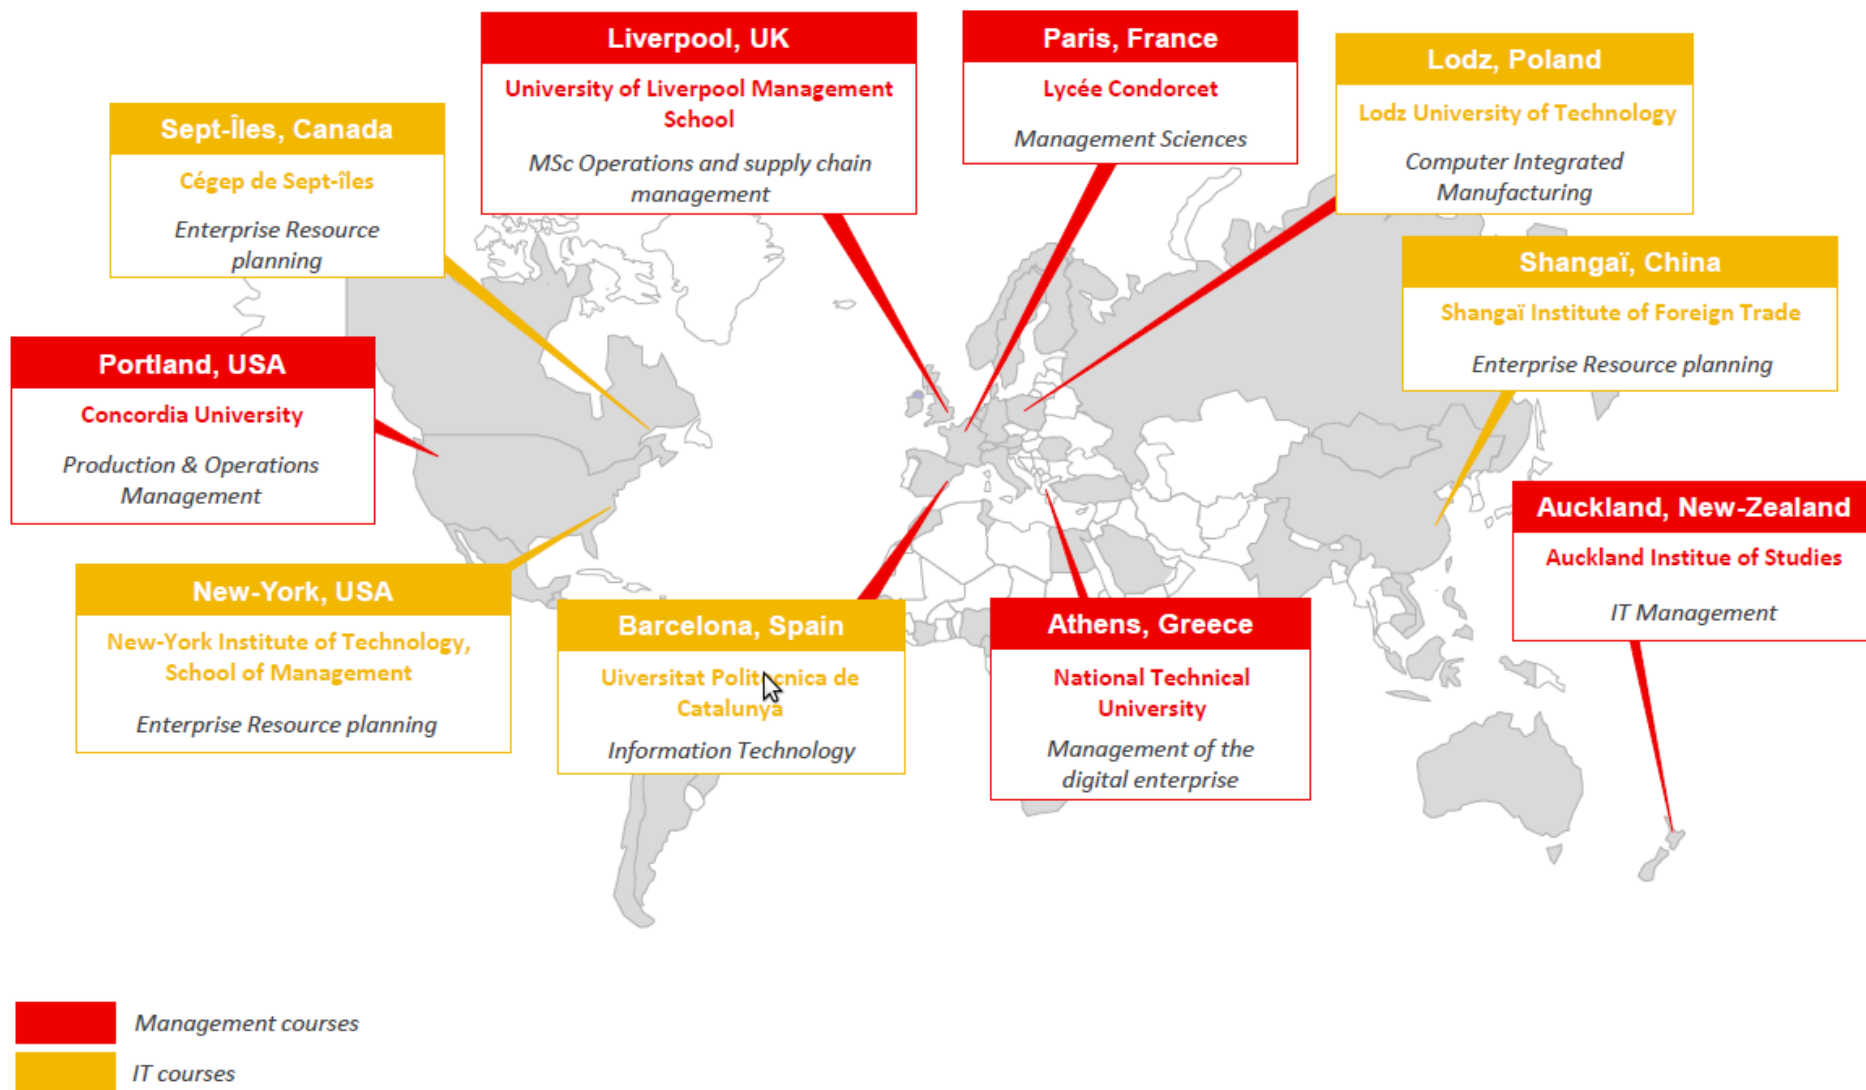 Liverpool, UK
University of Liverpool Management
School
MSc Operations and supply chain
management
Paris, France
Lycée Condorcet
Management Sciences
Lodz, Poland
Lodz University of Technology
Computer Integrated
Manufacturing
Sept-Îles, Canada
Cégep de Sept-îles
Enterprise Resource
planning
Shangaï, China
Shangaï Institute of Foreign Trade
Enterprise Resource planning
Portland, USA
Concordia University
Production & Operations
Management
Auckland, New-Zealand
Auckland Institue of Studies
IT Management
New-York, USA
New-York Institute of Technology,
School of Management
Enterprise Resource planning
Barcelona, Spain
Uiversitat Politècnica de
Catalunya
Information Technology
Athens, Greece
National Technical
University
Management of the
digital enterprise
Management courses
IT courses